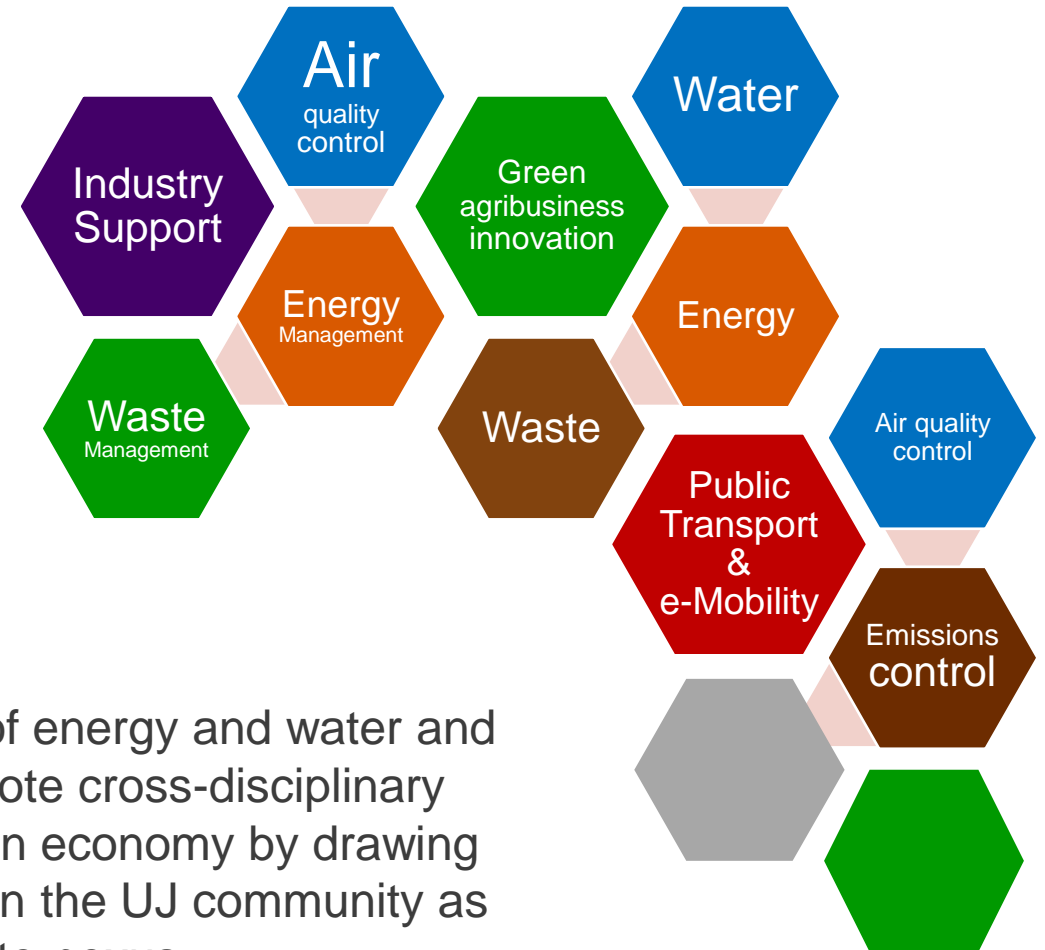 Air
quality
control
Water
Industry
Support
Green
agribusiness
innovation
Energy
Management
Energy
Waste
Management
Waste
Air quality
control
Public
Transport
&
e-Mobility
Emissions
control
of energy and water and
ote cross-disciplinary
n economy by drawing
n the UJ community as